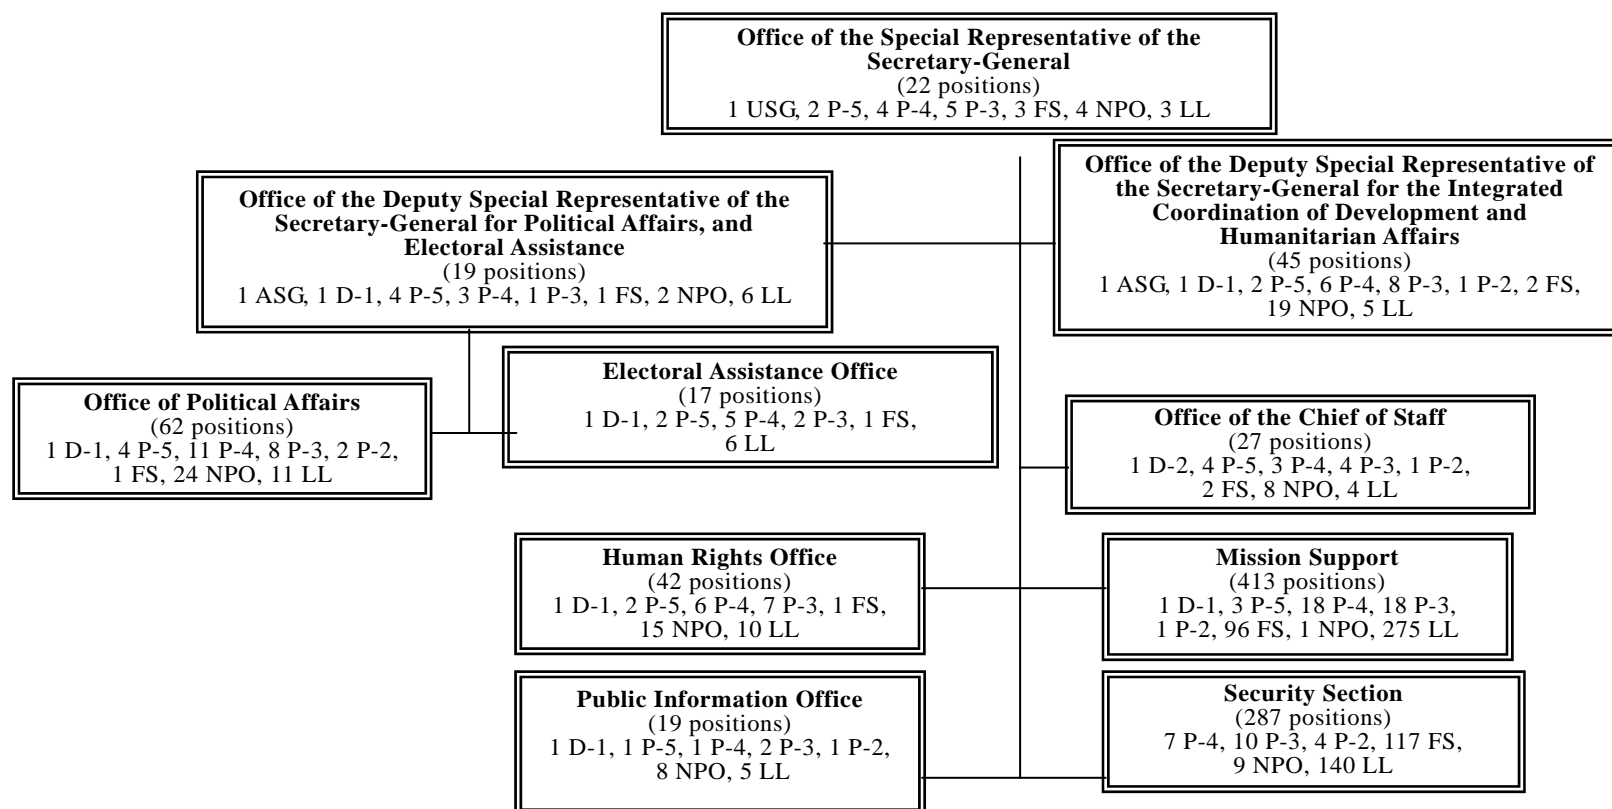 Office of the Special Representative of the
Secretary-General
(22 positions)
1 USG, 2 P-5, 4 P-4, 5 P-3, 3 FS, 4 NPO, 3 LL
Office of the Deputy Special Representative of
the Secretary-General for the Integrated
Coordination of Development and
Humanitarian Affairs
(45 positions)
1 ASG, 1 D-1, 2 P-5, 6 P-4, 8 P-3, 1 P-2, 2 FS,
19 NPO, 5 LL
Office of the Deputy Special Representative of the
Secretary-General for Political Affairs, and
Electoral Assistance
(19 positions)
1 ASG, 1 D-1, 4 P-5, 3 P-4, 1 P-3, 1 FS, 2 NPO, 6 LL
Electoral Assistance Office
(17 positions)
1 D-1, 2 P-5, 5 P-4, 2 P-3, 1 FS,
6 LL
Office of Political Affairs
(62 positions)
1 D-1, 4 P-5, 11 P-4, 8 P-3, 2 P-2,
1 FS, 24 NPO, 11 LL
Office of the Chief of Staff
(27 positions)
1 D-2, 4 P-5, 3 P-4, 4 P-3, 1 P-2,
2 FS, 8 NPO, 4 LL
Human Rights Office
(42 positions)
1 D-1, 2 P-5, 6 P-4, 7 P-3, 1 FS,
15 NPO, 10 LL
Mission Support
(413 positions)
1 D-1, 3 P-5, 18 P-4, 18 P-3,
1 P-2, 96 FS, 1 NPO, 275 LL
Public Information Office
(19 positions)
1 D-1, 1 P-5, 1 P-4, 2 P-3, 1 P-2,
8 NPO, 5 LL
Security Section
(287 positions)
7 P-4, 10 P-3, 4 P-2, 117 FS,
9 NPO, 140 LL